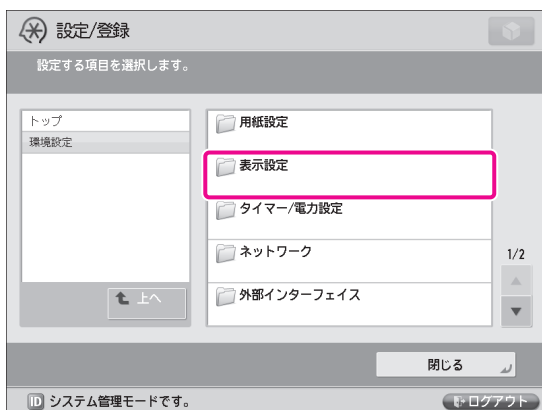 設定/登録
設定する項目を選択します。
トップ
環境設定
上へ
用紙設定
表示設定
タイマー/電力設定
ネットワーク
外部インターフェイス
1/2
閉じる
ID システム管理モードです。
ログアウト